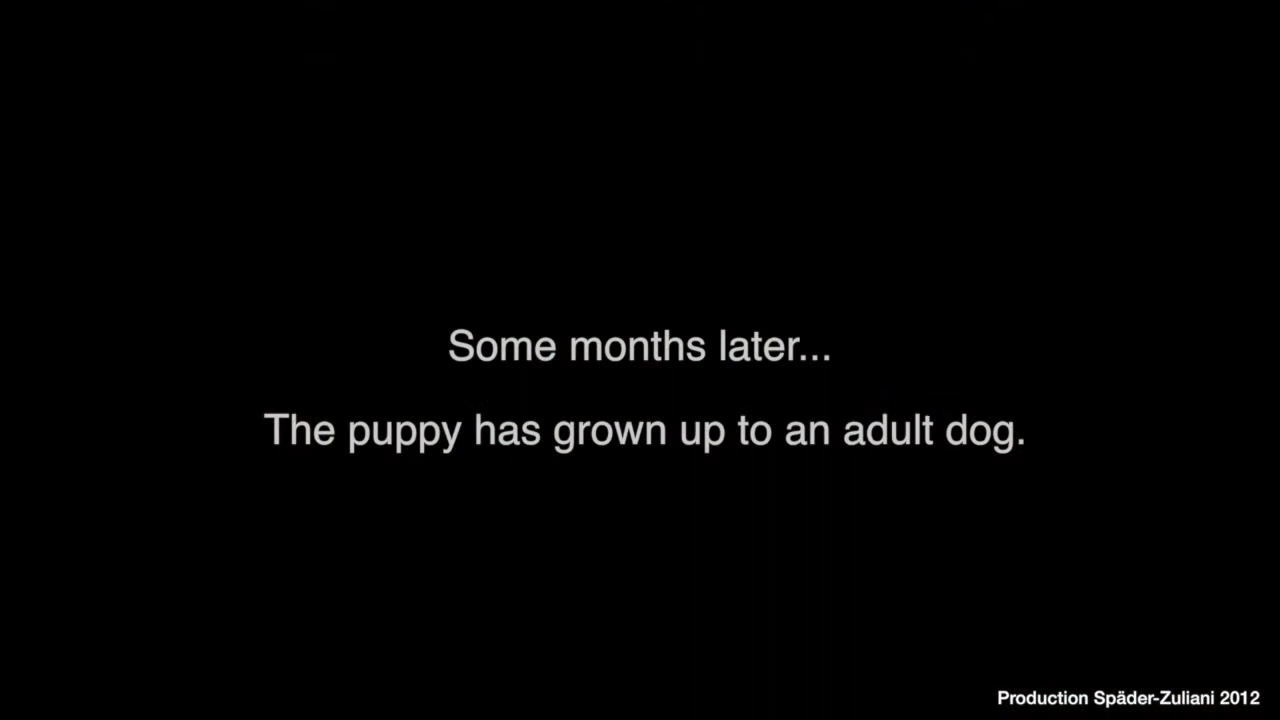 Some months later...
The puppy has grown up to an adult dog.
Production Späder-Zuliani 2012